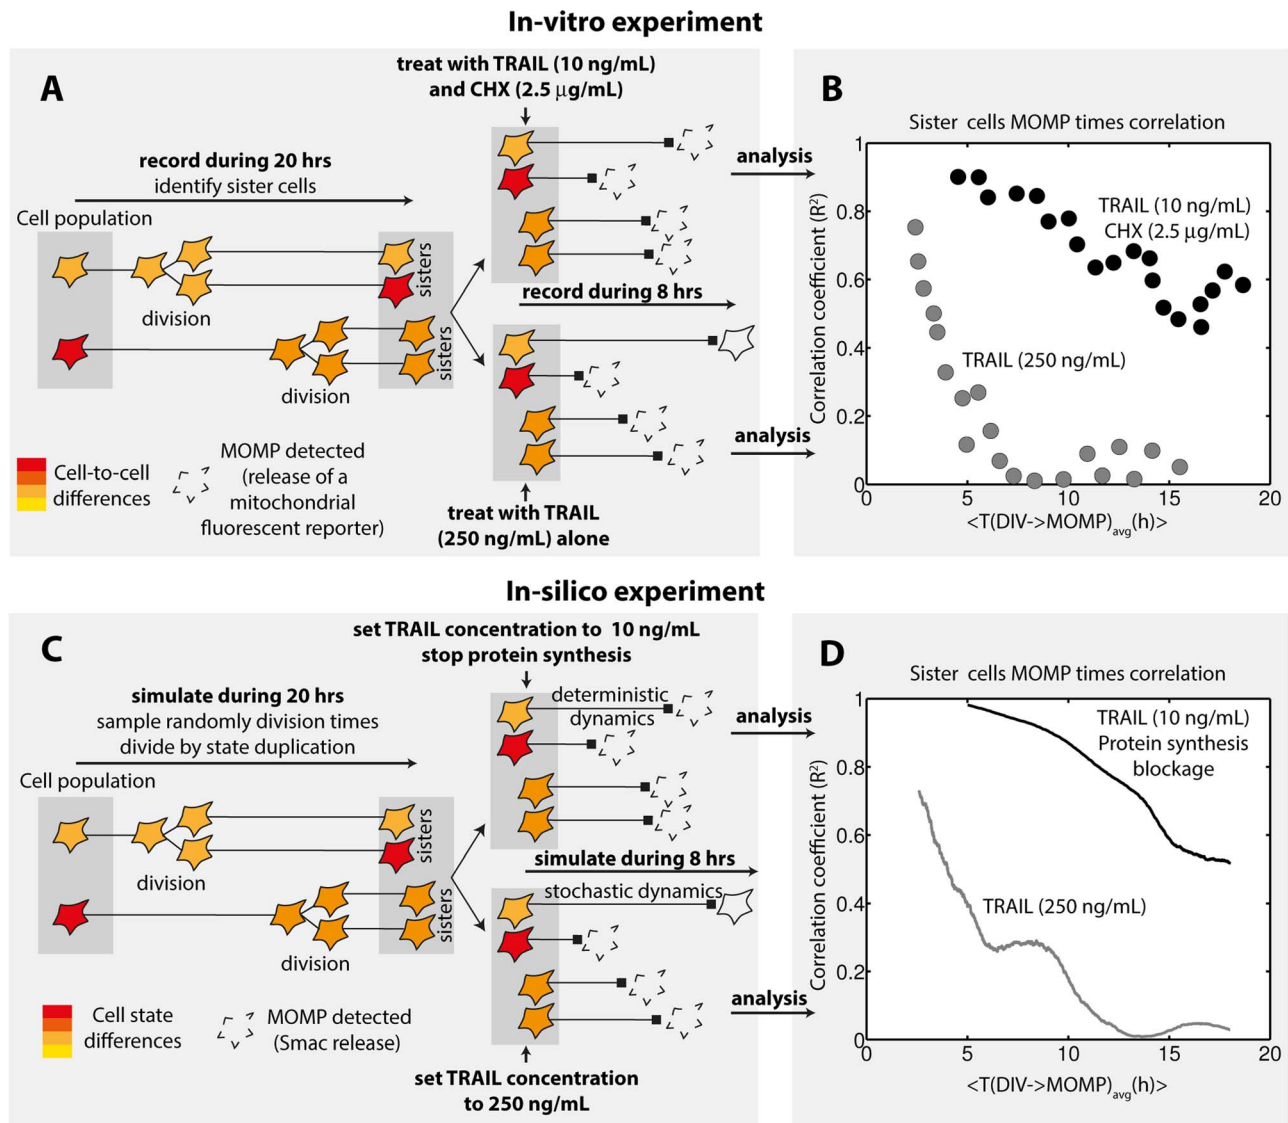 In-vitro experiment
A
treat with TRAIL (10 ng/mL)
and CHX (2.5 µg/mL)
record during 20 hrs
identify sister cells
Cell population
division
sisters
division
sisters
record during 8 hrs
analysis
analysis
Cell-to-cell
differences
MOMP detected
(release of a
mitochondrial
fluorescent reporter)
treat with TRAIL
(250 ng/mL) alone
B
Sister cells MOMP times correlation
Correlation coefficient (R²)
1
0.8
0.6
0.4
0.2
0
TRAIL (10 ng/mL)
CHX (2.5 µg/mL)
TRAIL (250 ng/mL)
0 5 10 15 20
<T(DIV->MOMP)avg(h)>
In-silico experiment
C
set TRAIL concentration to 10 ng/mL
stop protein synthesis
simulate during 20 hrs
sample randomly division times
divide by state duplication
Cell population
division
sisters
division
sisters
deterministic
dynamics
simulate during 8 hrs
stochastic dynamics
analysis
analysis
Cell state
differences
MOMP detected
(Smac release)
set TRAIL concentration
to 250 ng/mL
D
Sister cells MOMP times correlation
Correlation coefficient (R²)
1
0.8
0.6
0.4
0.2
0
TRAIL (10 ng/mL)
Protein synthesis
blockage
TRAIL (250 ng/mL)
0 5 10 15 20
<T(DIV->MOMP)avg(h)>